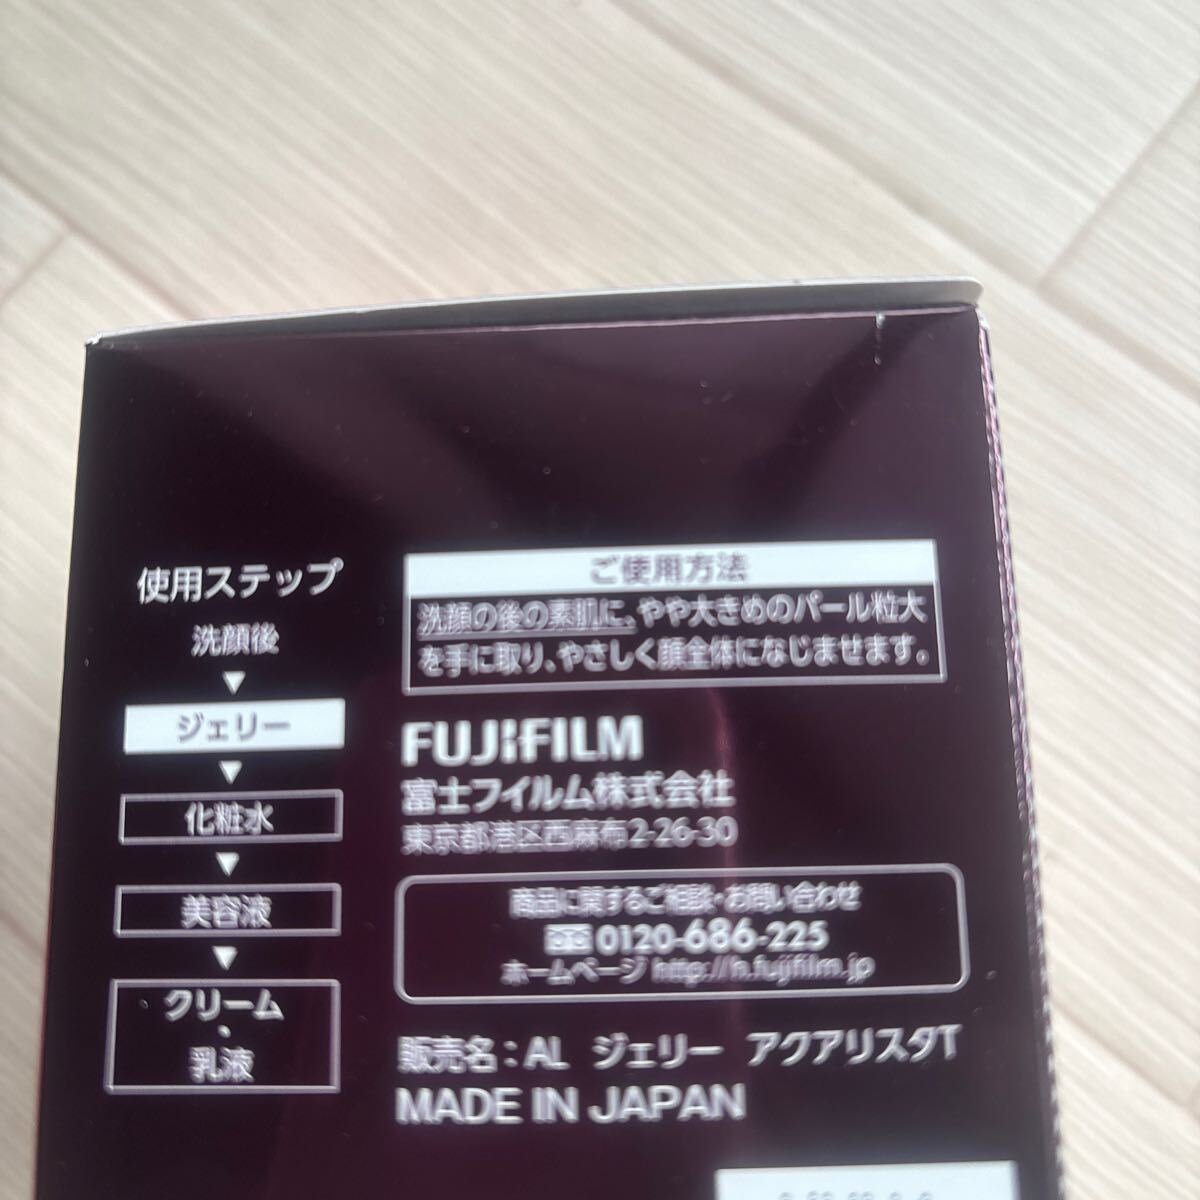 使用ステップ
洗顔後
▼
ジェリー
▼
化粧水
▼
美容液
▼
クリーム
・
乳液
ご使用方法
洗顔の後の素肌に、やや大きめのパール粒大
を手に取り、やさしく顔全体になじませます。
FUJIFILM
富士フイルム株式会社
東京都港区西麻布2-26-30
商品に関するご相談・お問い合わせ
0120-686-225
ホームページ http://h.fujifilm.jp
販売名：AL ジェリー アクアリスタT
MADE IN JAPAN